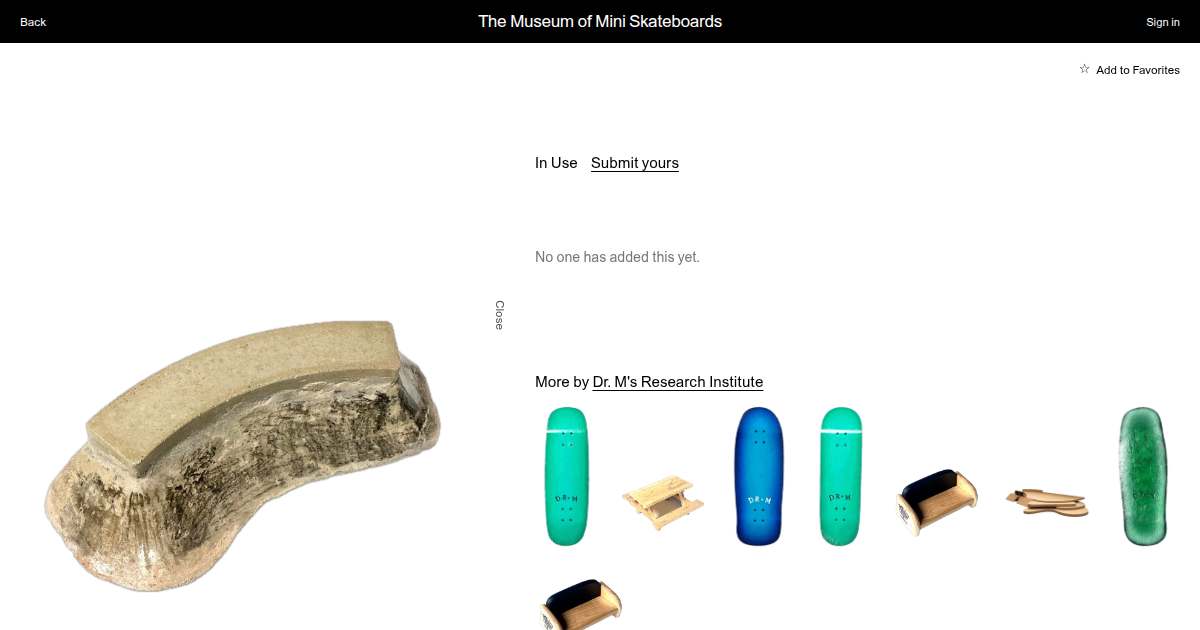 Back
The Museum of Mini Skateboards
Sign in
☆ Add to Favorites
In Use Submit yours
No one has added this yet.
Close
More by Dr. M's Research Institute
DR•M
DR•M
DR•M